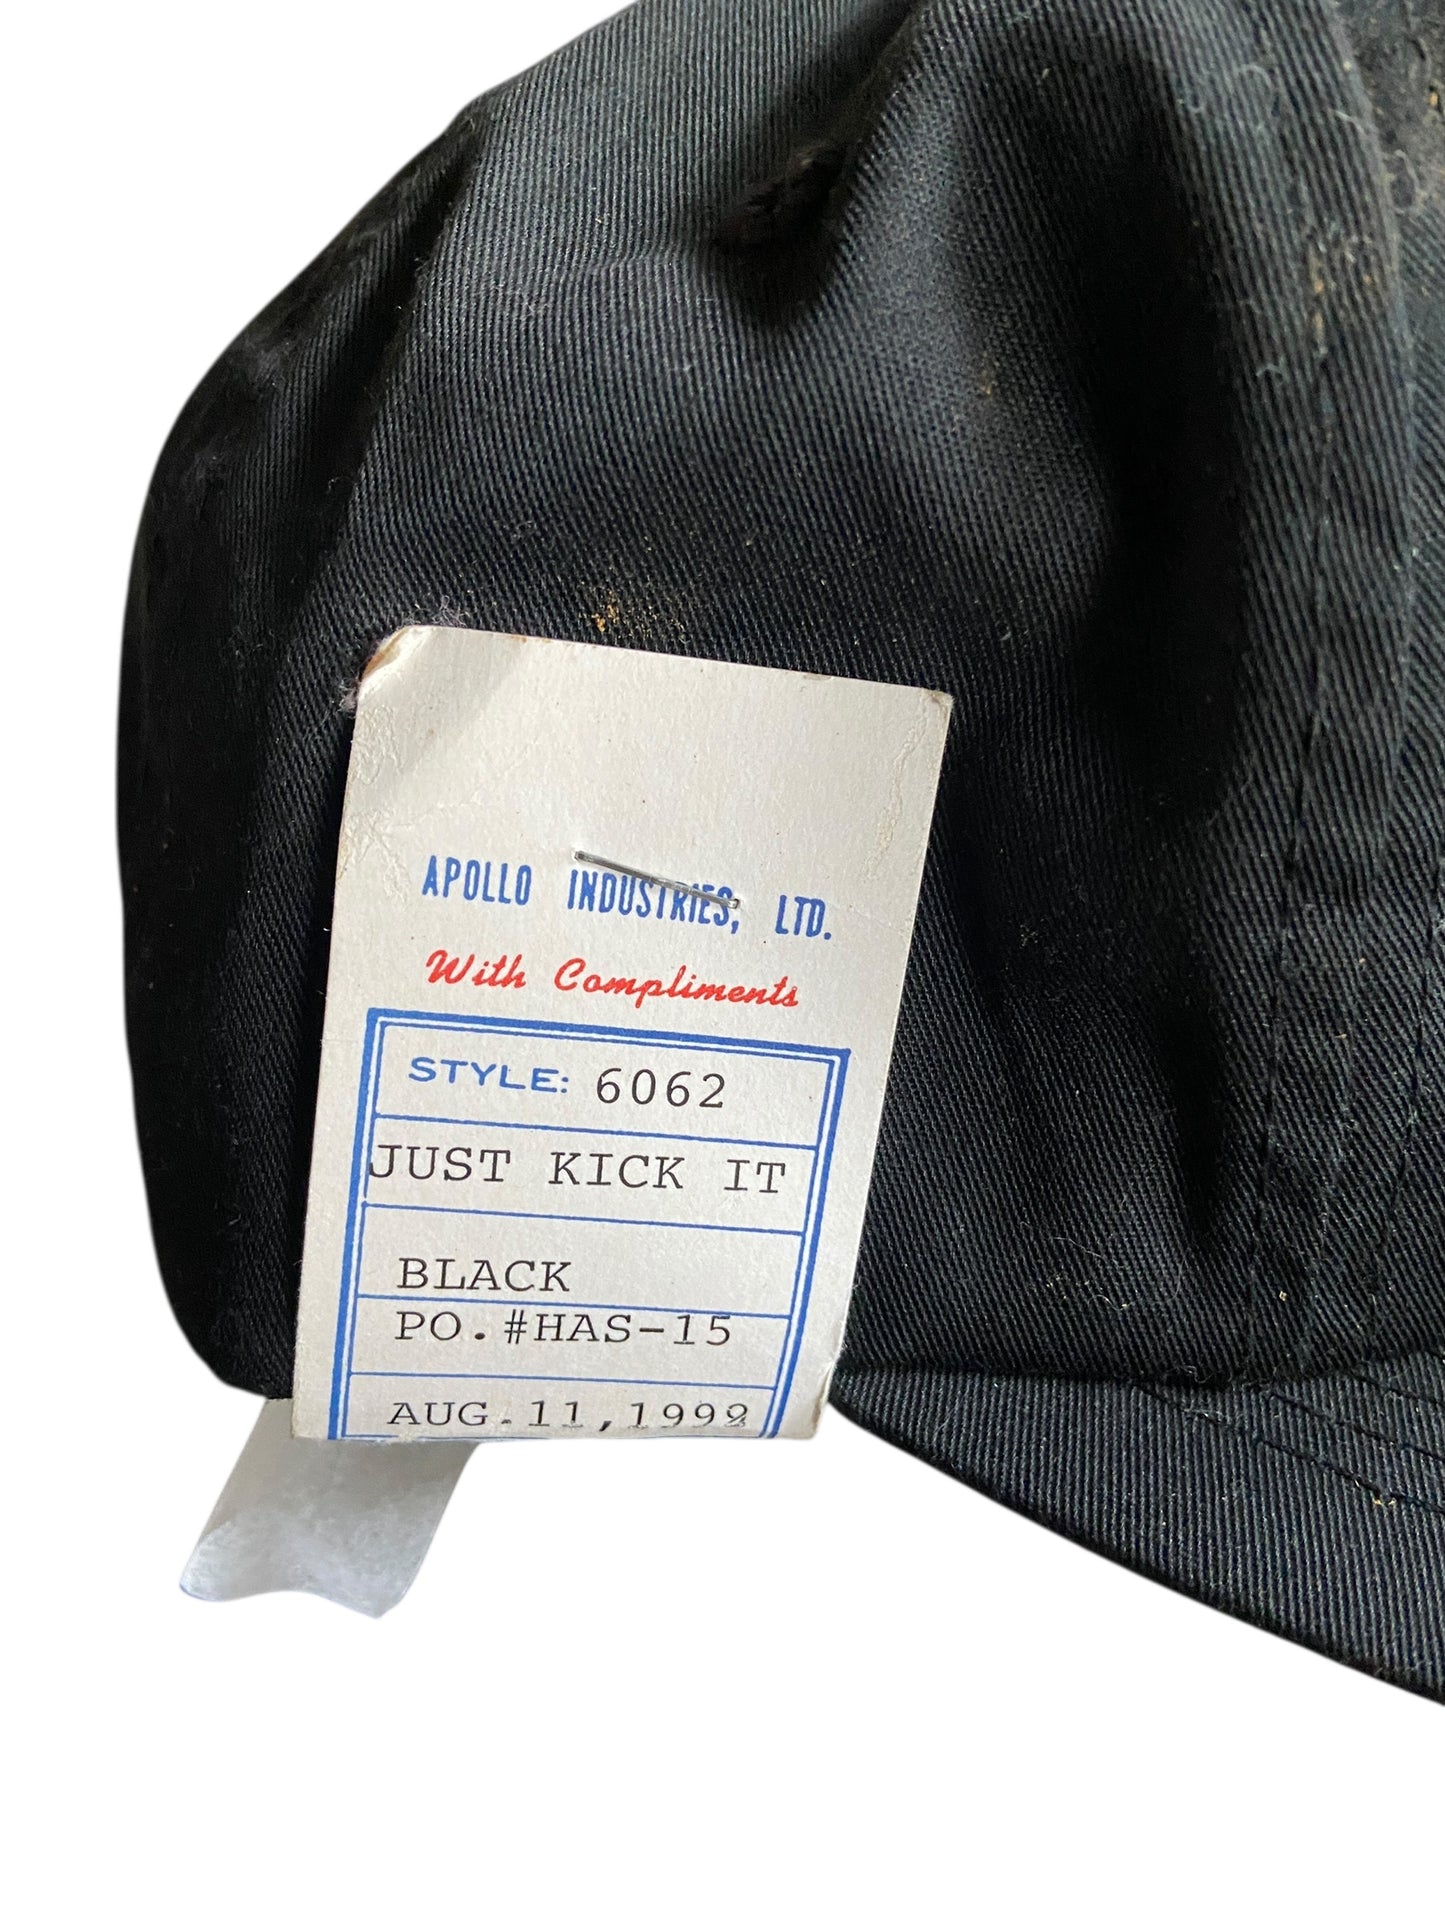 APOLLO INDUSTRIES, LTD.
With Compliments
STYLE: 6062
JUST KICK IT
BLACK
PO.#HAS-15
AUG.11,1992